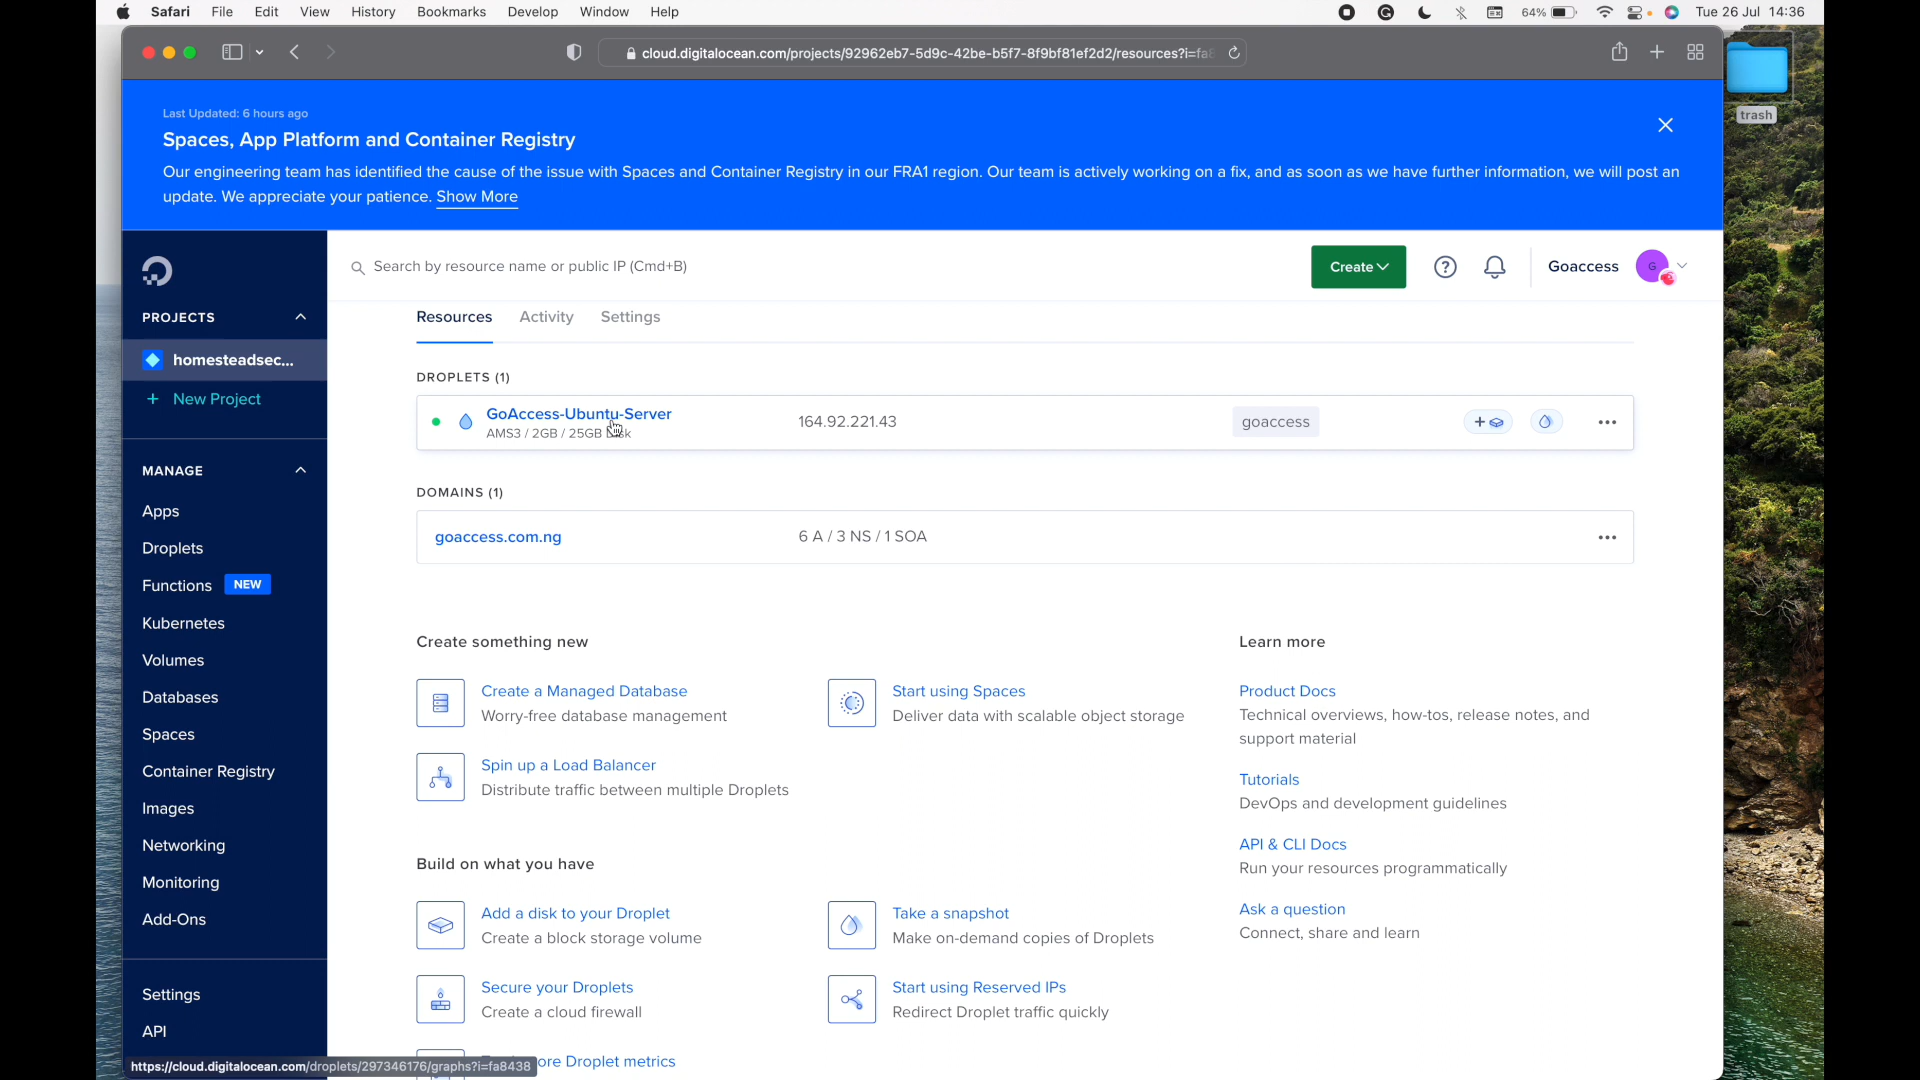 Safari File Edit View History Bookmarks Develop Window Help
64% Tue 26 Jul 14:36
cloud.digitalocean.com/projects/92962eb7-5d9c-42be-b5f7-8f9bf81ef2d2/resources?i=fa8
trash
Last Updated: 6 hours ago
Spaces, App Platform and Container Registry
Our engineering team has identified the cause of the issue with Spaces and Container Registry in our FRA1 region. Our team is actively working on a fix, and as soon as we have further information, we will post an
update. We appreciate your patience. Show More
Search by resource name or public IP (Cmd+B)
Create
Goaccess
G
PROJECTS
homesteadsec...
+ New Project
MANAGE
Apps
Droplets
Functions NEW
Kubernetes
Volumes
Databases
Spaces
Container Registry
Images
Networking
Monitoring
Add-Ons
Settings
API
Resources Activity Settings
DROPLETS (1)
GoAccess-Ubuntu-Server 164.92.221.43 goaccess
AMS3 / 2GB / 25GB
DOMAINS (1)
goaccess.com.ng 6 A / 3 NS / 1 SOA
Create something new
Create a Managed Database
Worry-free database management
Start using Spaces
Deliver data with scalable object storage
Spin up a Load Balancer
Distribute traffic between multiple Droplets
Build on what you have
Add a disk to your Droplet
Create a block storage volume
Take a snapshot
Make on-demand copies of Droplets
Secure your Droplets
Create a cloud firewall
Start using Reserved IPs
Redirect Droplet traffic quickly
ore Droplet metrics
Learn more
Product Docs
Technical overviews, how-tos, release notes, and
support material
Tutorials
DevOps and development guidelines
API & CLI Docs
Run your resources programmatically
Ask a question
Connect, share and learn
https://cloud.digitalocean.com/droplets/297346176/graphs?i=fa8438